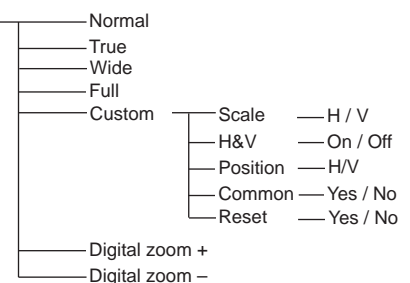 Normal
True
Wide
Full
Custom Scale H / V
H&V On / Off
Position H/V
Common Yes / No
Reset Yes / No
Digital zoom +
Digital zoom –